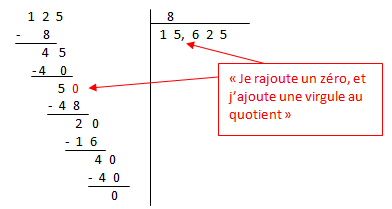 1 2 5 8
- 8 1 5, 6 2 5
4 5
-4 0
5 0
- 4 8
2 0
- 1 6
4 0
- 4 0
0
« Je rajoute un zéro, et
j’ajoute une virgule au
quotient »